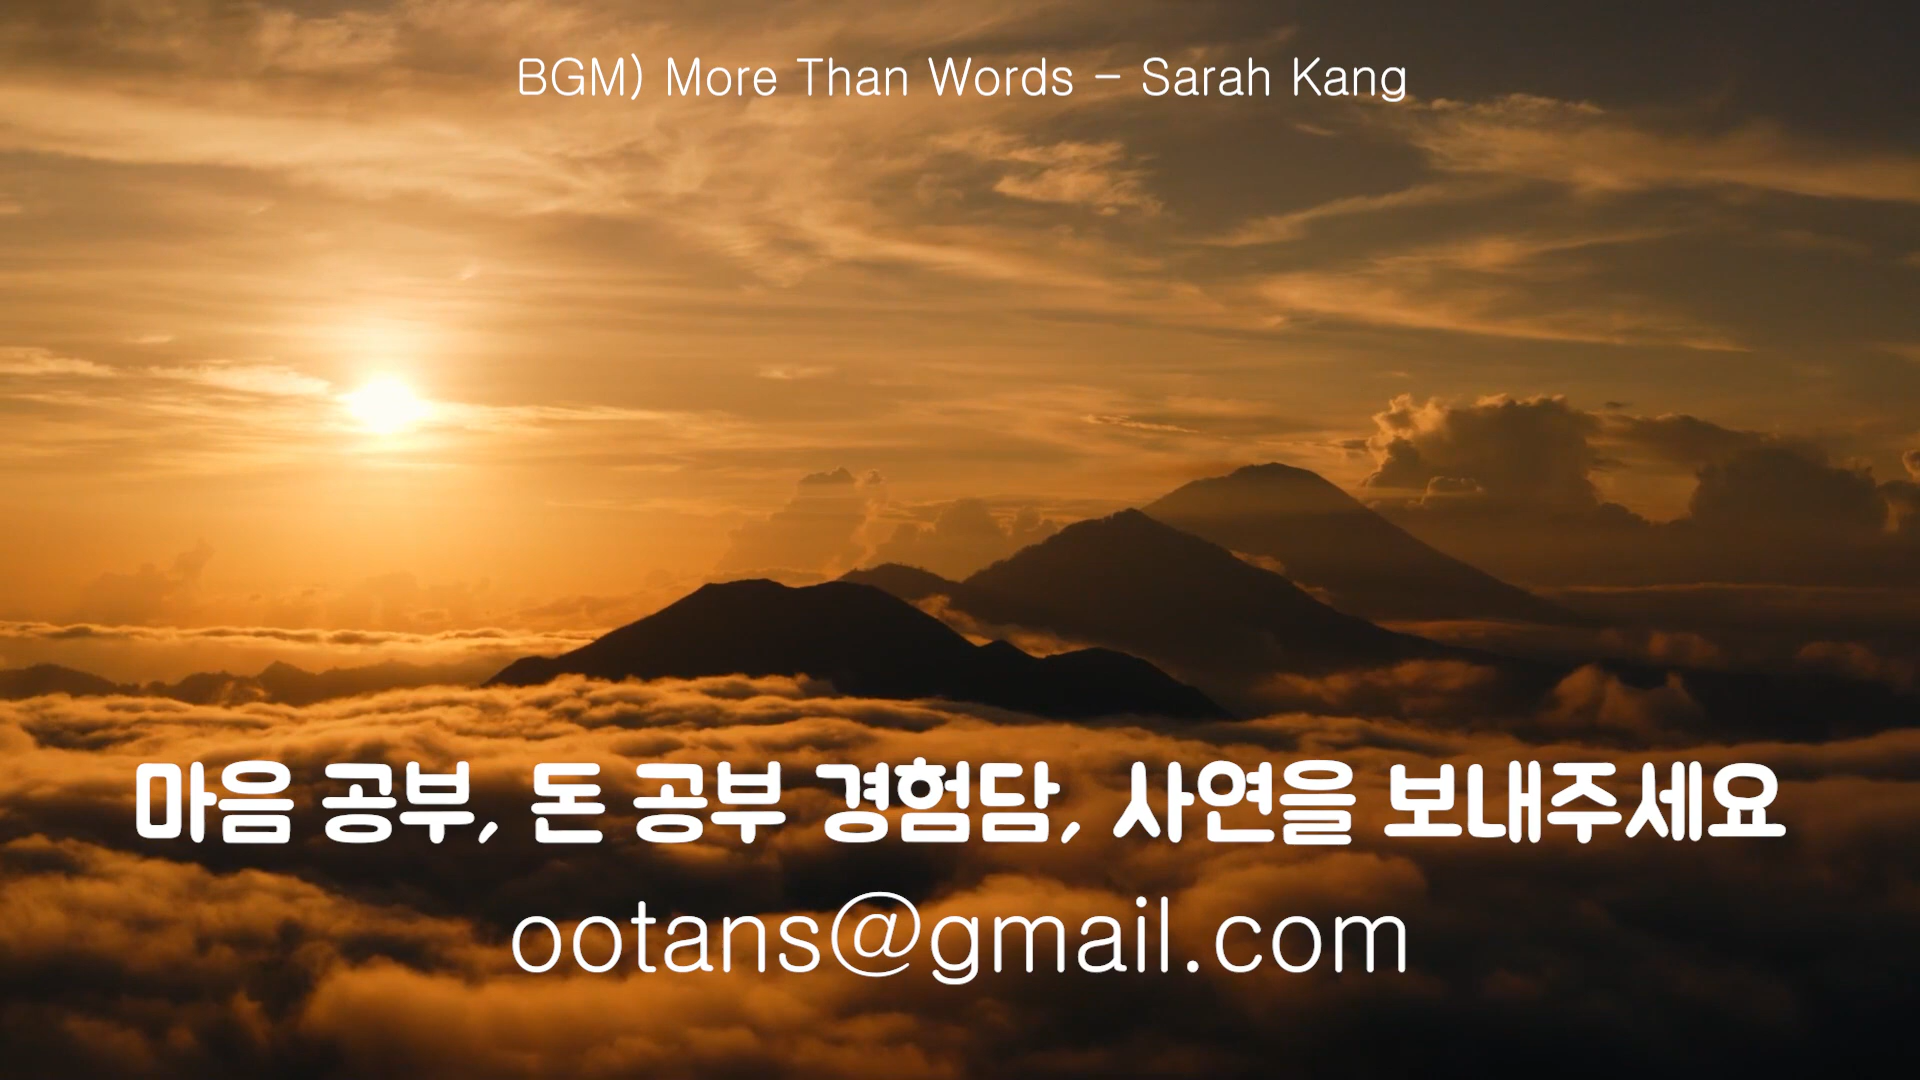 BGM) More Than Words - Sarah Kang
마음 공부, 돈 공부 경험담, 사연을 보내주세요
ootans@gmail.com